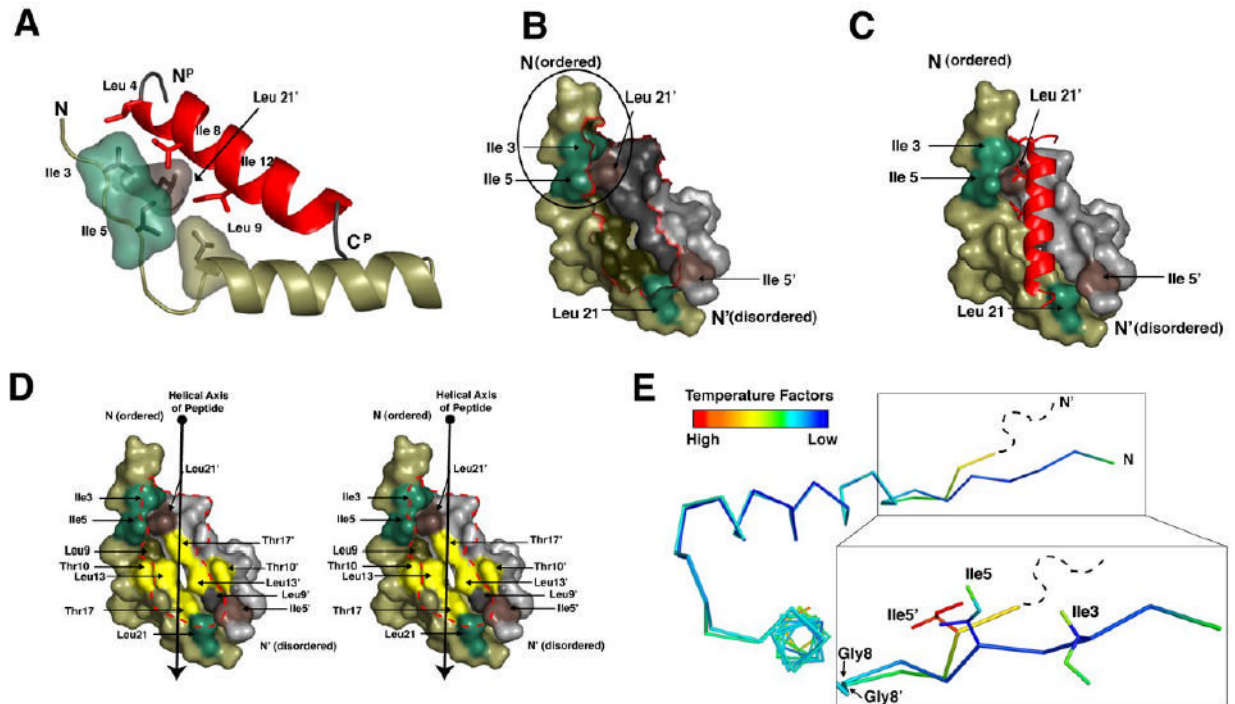 A
Leu 4
Nᴾ
N
Leu 21'
Ile 8
Ile 12
Ile 3
Ile 5
Leu 9
Cᴾ
B
N (ordered)
Leu 21'
Ile 3
Ile 5
Ile 5'
Leu 21
N' (disordered)
C
N (ordered)
Leu 21'
Ile 3
Ile 5
Ile 5'
Leu 21
N' (disordered)
D
Helical Axis
of Peptide
N (ordered)
Leu21'
Ile3
Ile5
Thr17'
Leu9
Thr10
Thr10'
Leu13
Leu13'
Leu9'
Thr17
Ile5'
Leu21
N' (disordered)
Helical Axis
of Peptide
N (ordered)
Leu21'
Ile3
Ile5
Thr17'
Leu9
Thr10
Thr10'
Leu13
Leu13'
Leu9'
Thr17
Ile5'
Leu21
N' (disordered)
E
Temperature Factors
High
Low
N'
N
Ile5
Ile5'
Ile3
Gly8
Gly8'